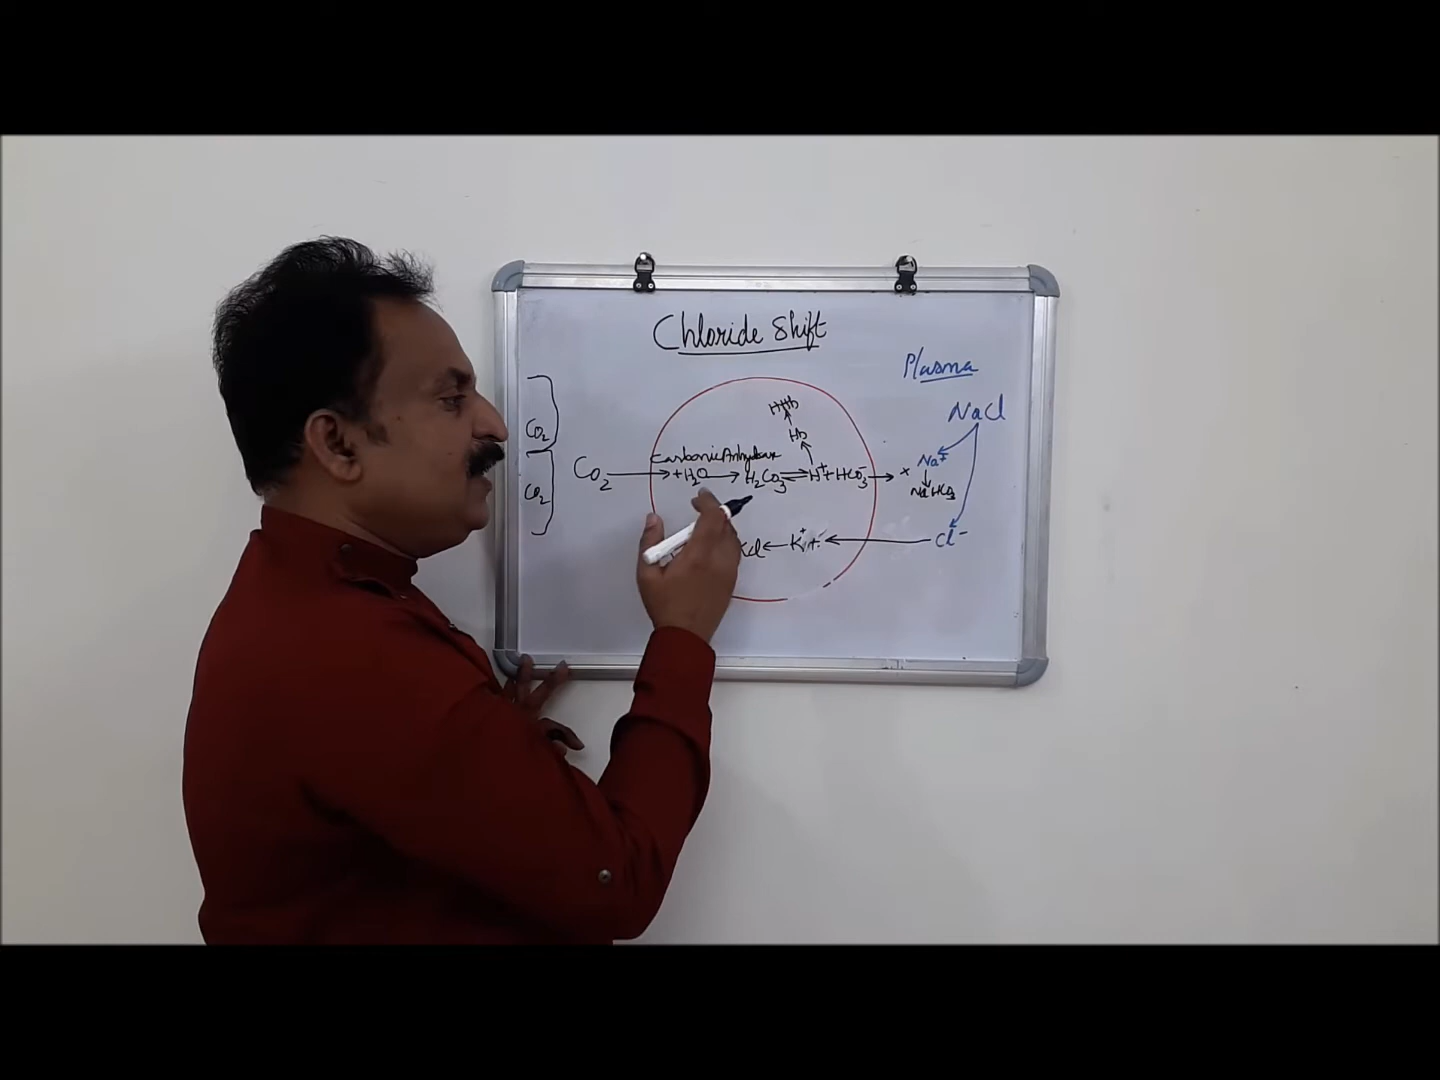 Chloride Shift
Plasma
NaCl
HHb
Hb
CO2
Carbonic Anhydrase
Na+
CO2 → + H2O → H2CO3 ⇌ H+ + HCO3- → +
CO2
NaHCO3
KCl ← K+ + ← Cl-